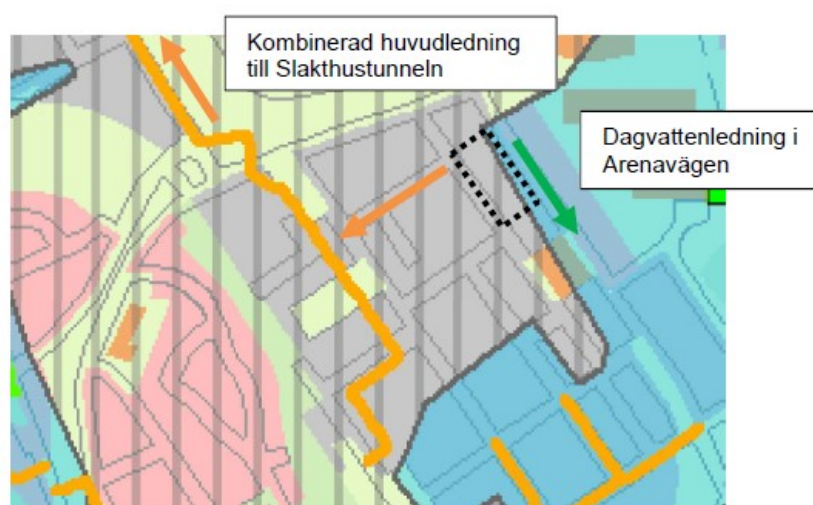 Kombinerad huvudledning
till Slakthustunneln
Dagvattenledning i
Arenavägen